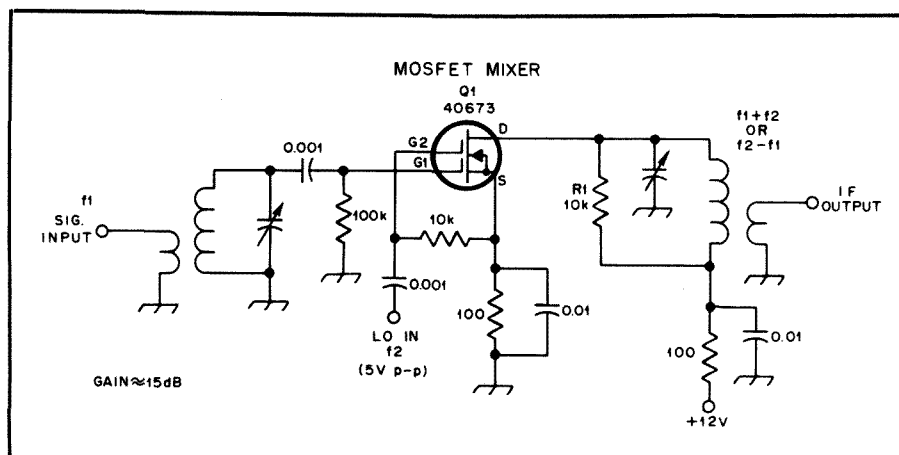 MOSFET MIXER
Q1
40673
f1+f2
OR
f2-f1
D
G2
G1
S
0.001
f1
SIG.
INPUT
100k
10k
R1
10k
IF
OUTPUT
0.001
100
0.01
LO IN
f2
(5V p-p)
100
0.01
GAIN≈15dB
+12V